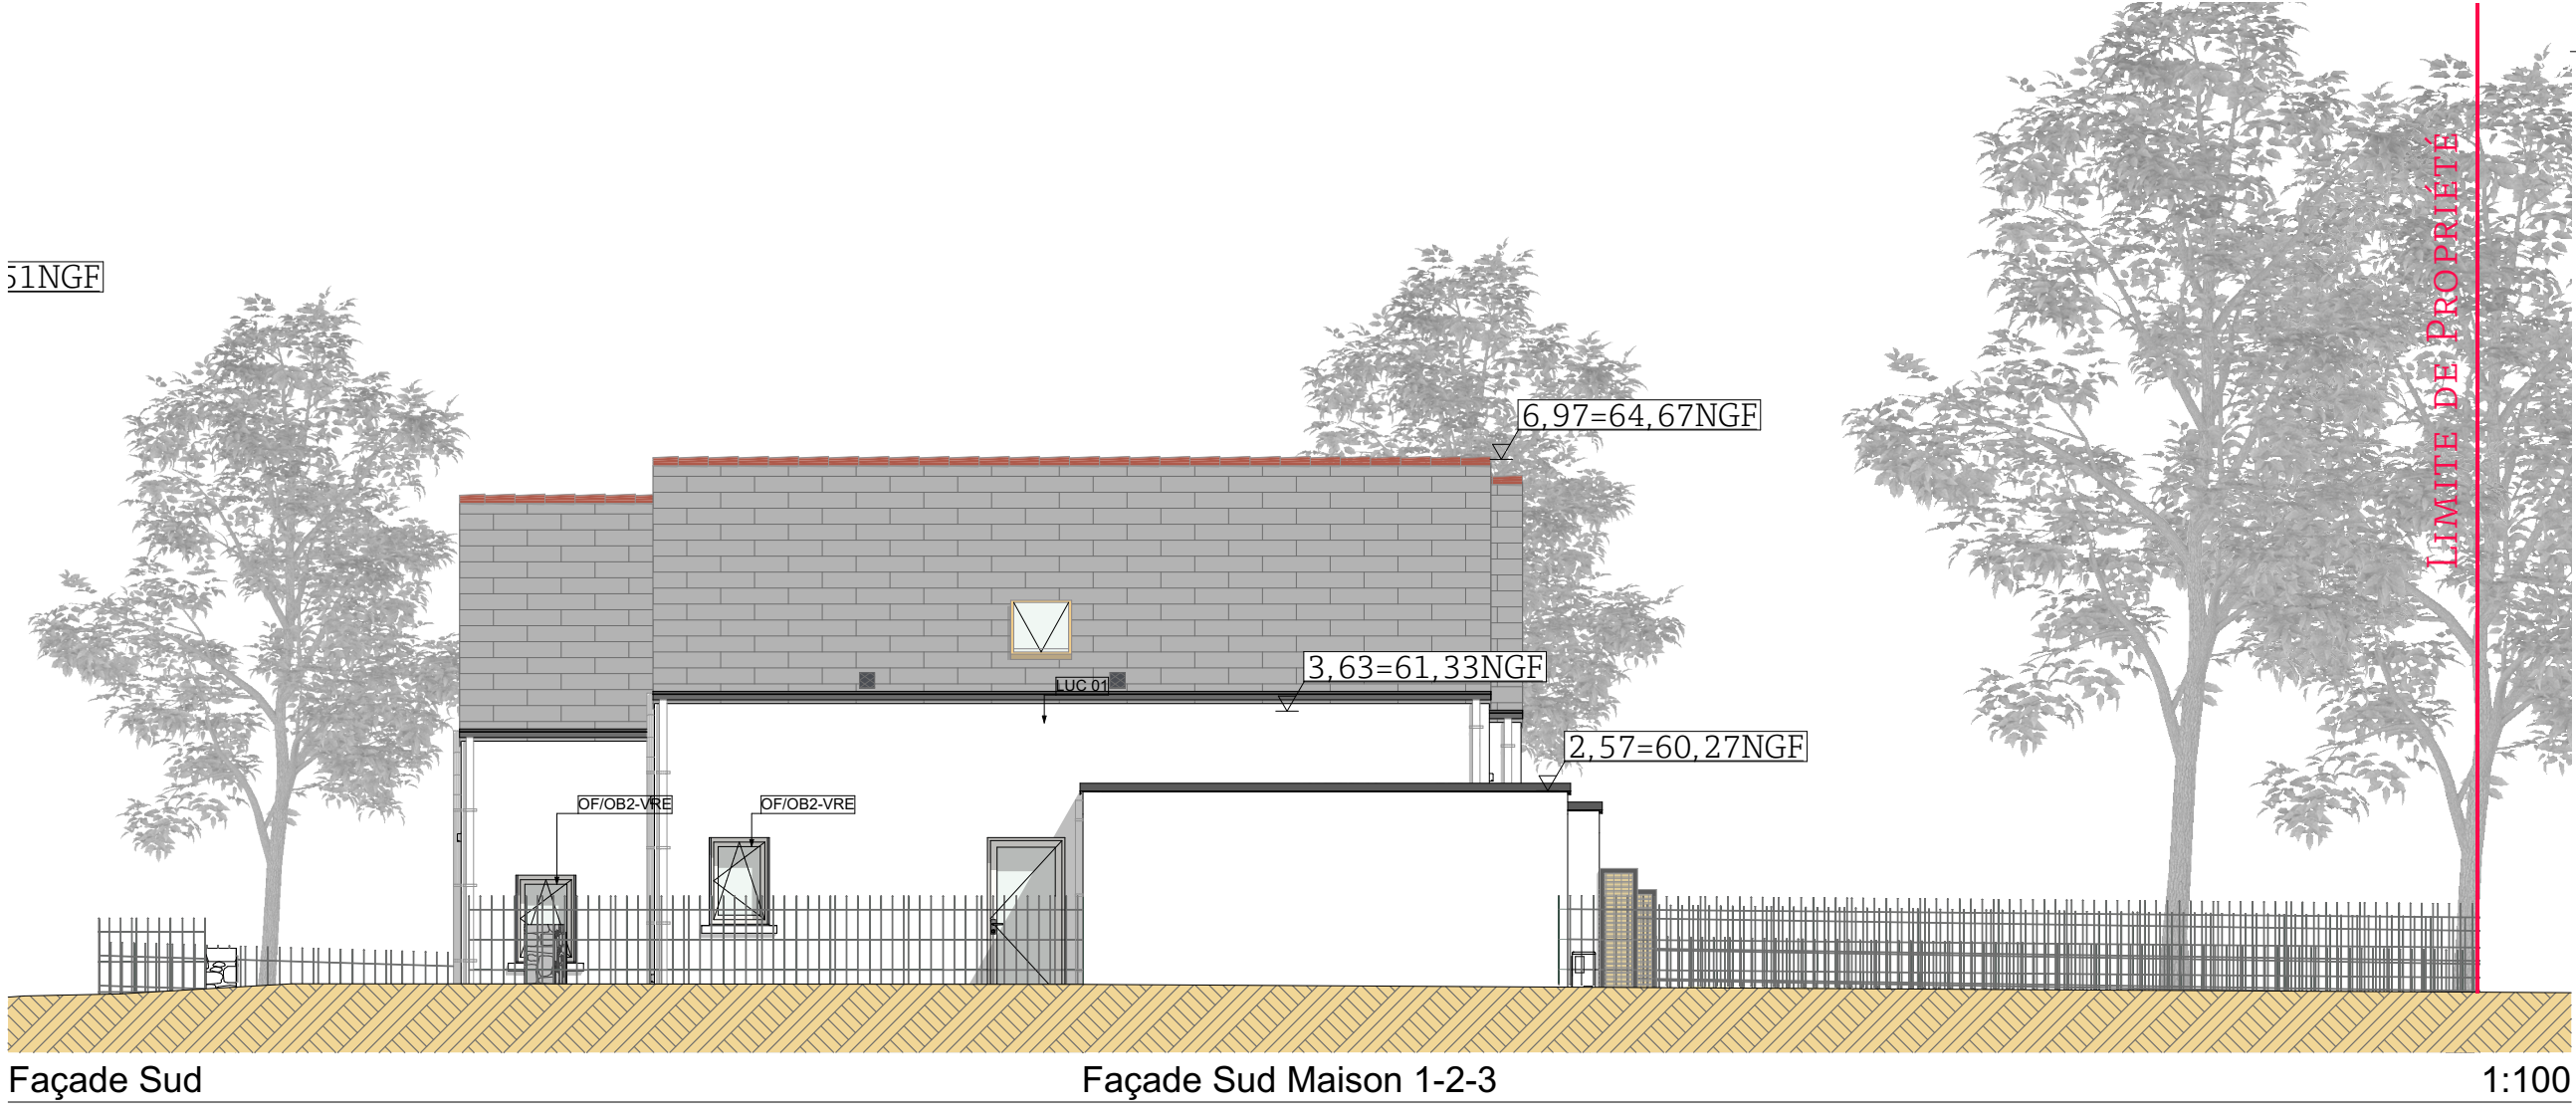 51NGF
LIMITE DE PROPRIÉTÉ
6,97=64,67NGF
3,63=61,33NGF
LUC 01
2,57=60,27NGF
OF/OB2-VRE
OF/OB2-VRE
Façade Sud
Façade Sud Maison 1-2-3
1:100